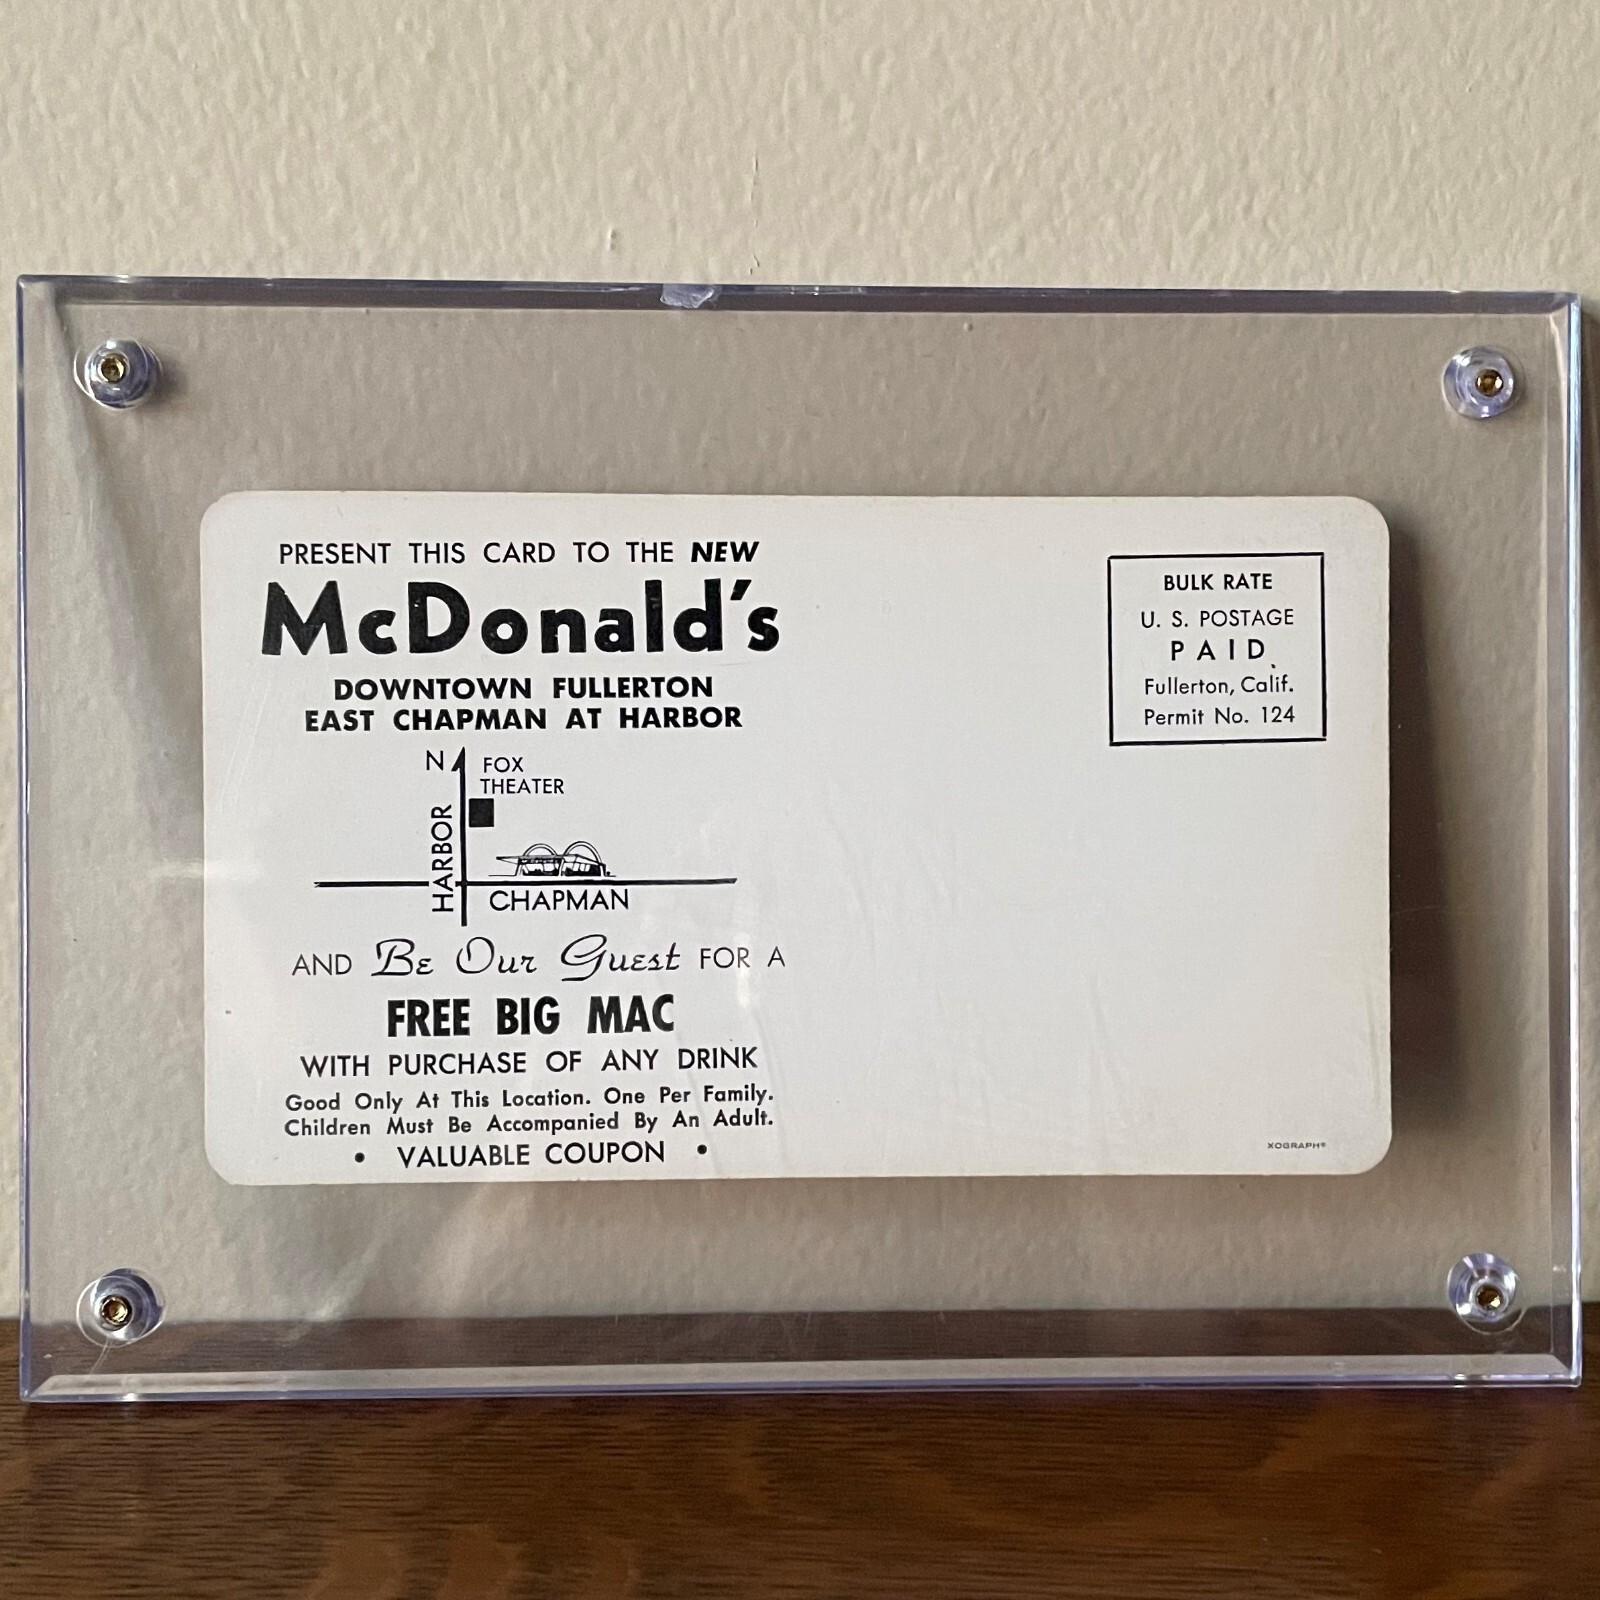 PRESENT THIS CARD TO THE NEW
McDonald's
DOWNTOWN FULLERTON
EAST CHAPMAN AT HARBOR
N
FOX
THEATER
HARBOR
CHAPMAN
AND Be Our Guest FOR A
FREE BIG MAC
WITH PURCHASE OF ANY DRINK
Good Only At This Location. One Per Family.
Children Must Be Accompanied By An Adult.
• VALUABLE COUPON •
BULK RATE
U. S. POSTAGE
PAID
Fullerton, Calif.
Permit No. 124
XOGRAPH®